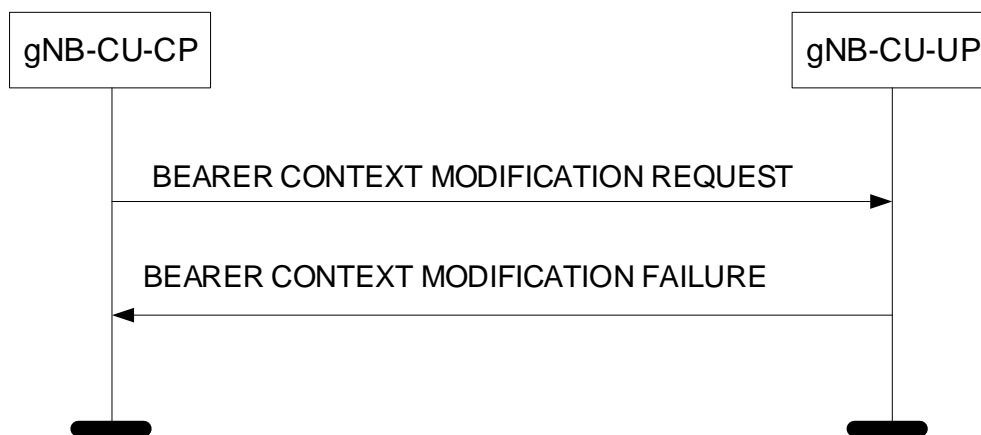 gNB-CU-CP
gNB-CU-UP
BEARER CONTEXT MODIFICATION REQUEST
BEARER CONTEXT MODIFICATION FAILURE